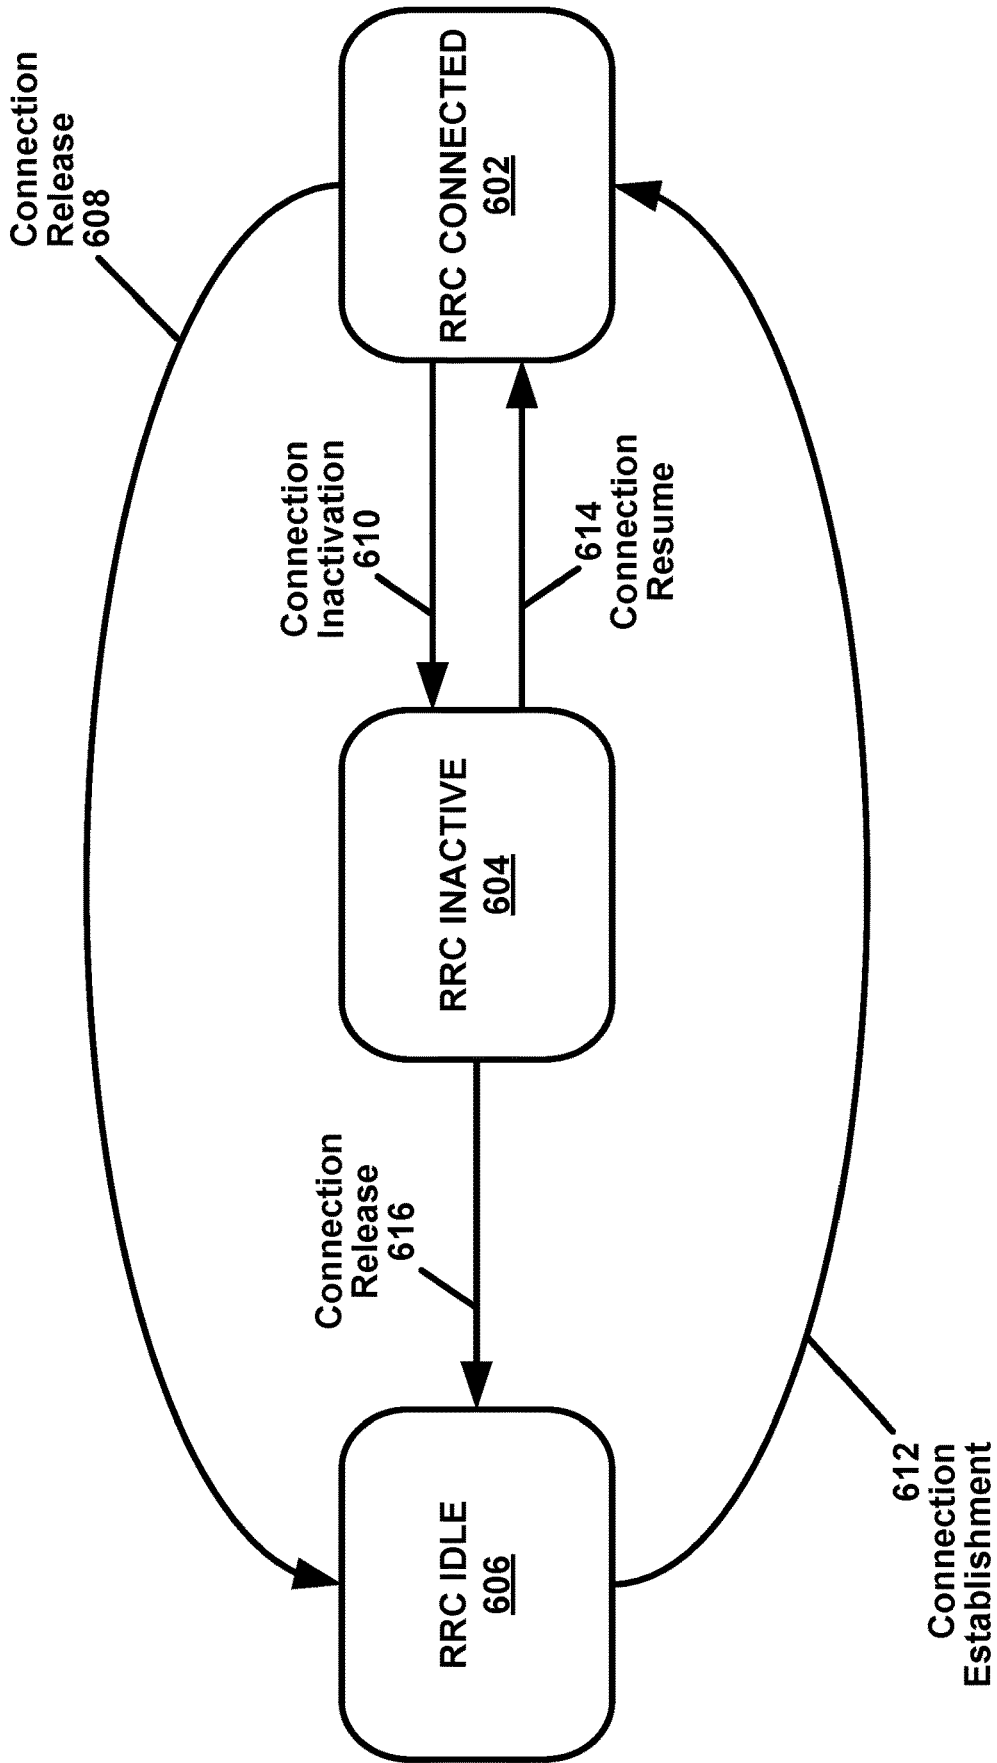 Connection
Release
608
RRC IDLE
606
Connection
Release
616
RRC INACTIVE
604
Connection
Inactivation
610
614
Connection
Resume
RRC CONNECTED
602
612
Connection
Establishment